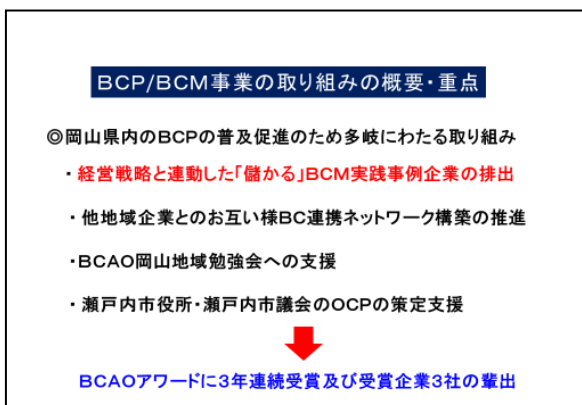 BCP/BCM事業の取り組みの概要・重点
◎岡山県内のBCPの普及促進のため多岐にわたる取り組み
・経営戦略と連動した「儲かる」BCM実践事例企業の排出
・他地域企業とのお互い様BC連携ネットワーク構築の推進
・BCAO岡山地域勉強会への支援
・瀬戸内市役所・瀬戸内市議会のOCPの策定支援
BCAOアワードに3年連続受賞及び受賞企業3社の輩出